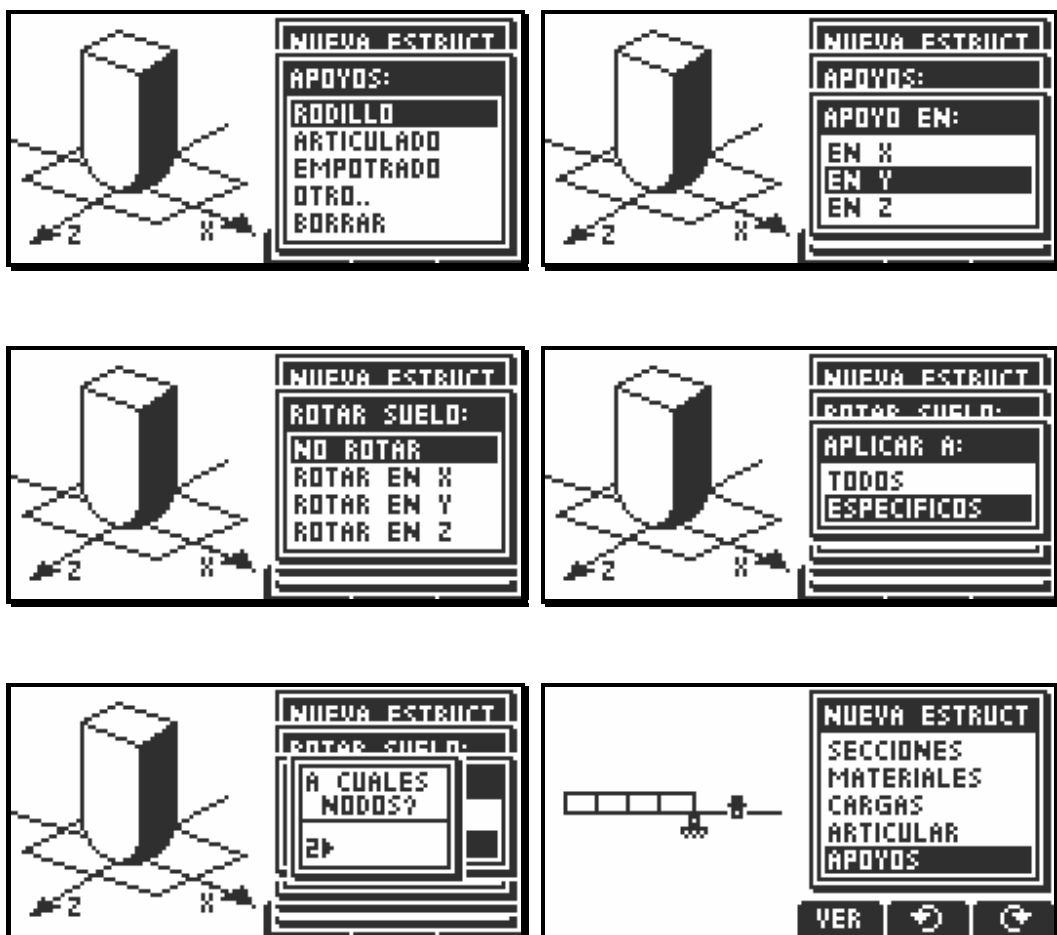 NUEVA ESTRUCT
APOYOS:
RODILLO
ARTICULADO
EMPOTRADO
OTRO..
BORRAR
Z
X
NUEVA ESTRUCT
APOYOS:
APOYO EN:
EN X
EN Y
EN Z
Z
X
NUEVA ESTRUCT
ROTAR SUELO:
NO ROTAR
ROTAR EN X
ROTAR EN Y
ROTAR EN Z
Z
X
NUEVA ESTRUCT
ROTAR SUELO:
APLICAR A:
TODOS
ESPECIFICOS
Z
X
NUEVA ESTRUCT
ROTAR SUELO:
A CUALES
NODOS?
2
Z
X
NUEVA ESTRUCT
SECCIONES
MATERIALES
CARGAS
ARTICULAR
APOYOS
VER